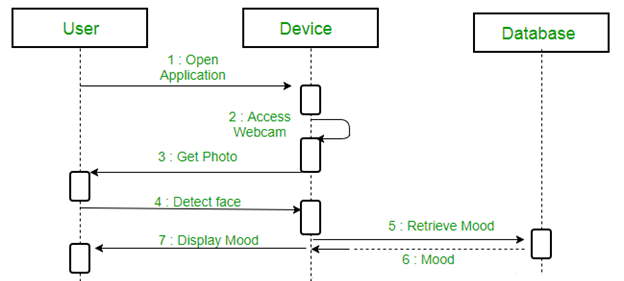 User
Device
Database
1 : Open
Application
2 : Access
Webcam
3 : Get Photo
4 : Detect face
5 : Retrieve Mood
7 : Display Mood
6 : Mood